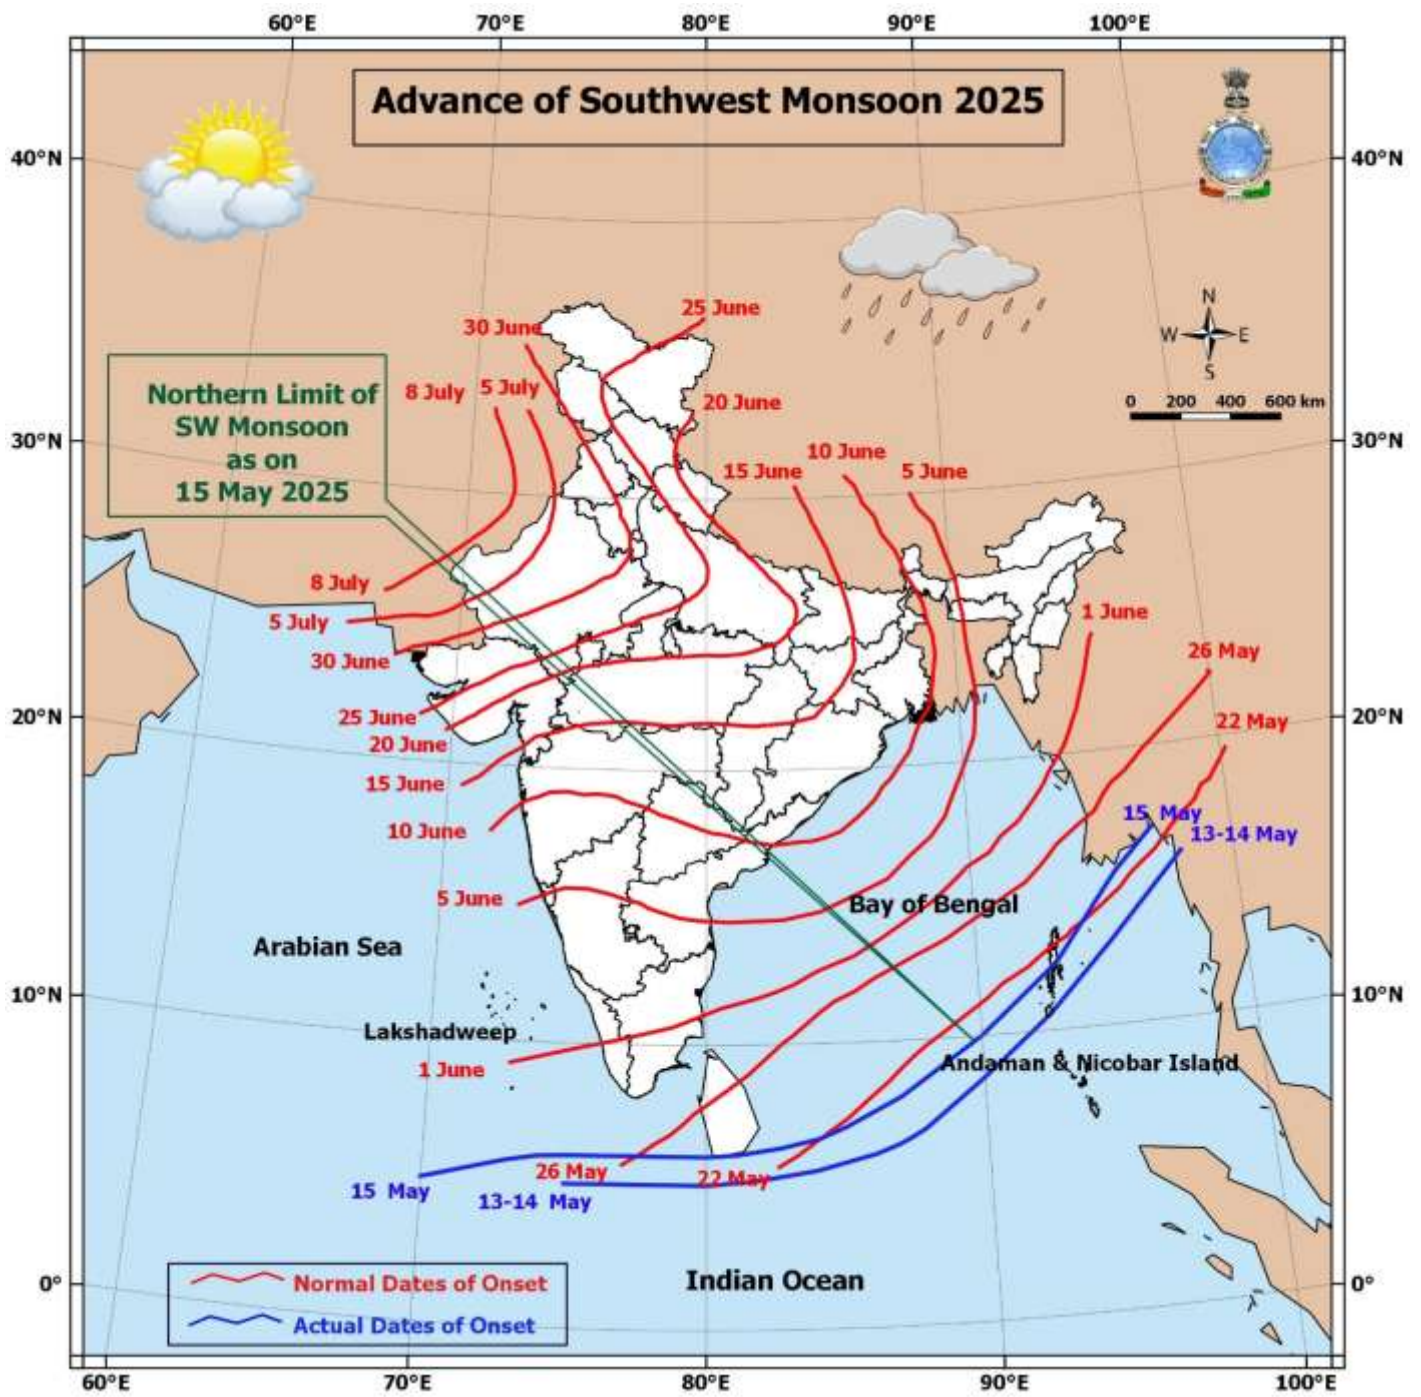 60°E 70°E 80°E 90°E 100°E
Advance of Southwest Monsoon 2025
40°N 40°N
N
W E
S
0 200 400 600 km
25 June
30 June
8 July 5 July
20 June
Northern Limit of
SW Monsoon
as on
15 May 2025
30°N 30°N
10 June
15 June 5 June
8 July
5 July
1 June
30 June
26 May
25 June
20°N 20°N
22 May
20 June
15 June
10 June
15 May
13-14 May
5 June
Bay of Bengal
Arabian Sea
10°N 10°N
Lakshadweep
Andaman & Nicobar Island
1 June
26 May 22 May
15 May
13-14 May
0° 0°
Indian Ocean
Normal Dates of Onset
Actual Dates of Onset
60°E 70°E 80°E 90°E 100°E